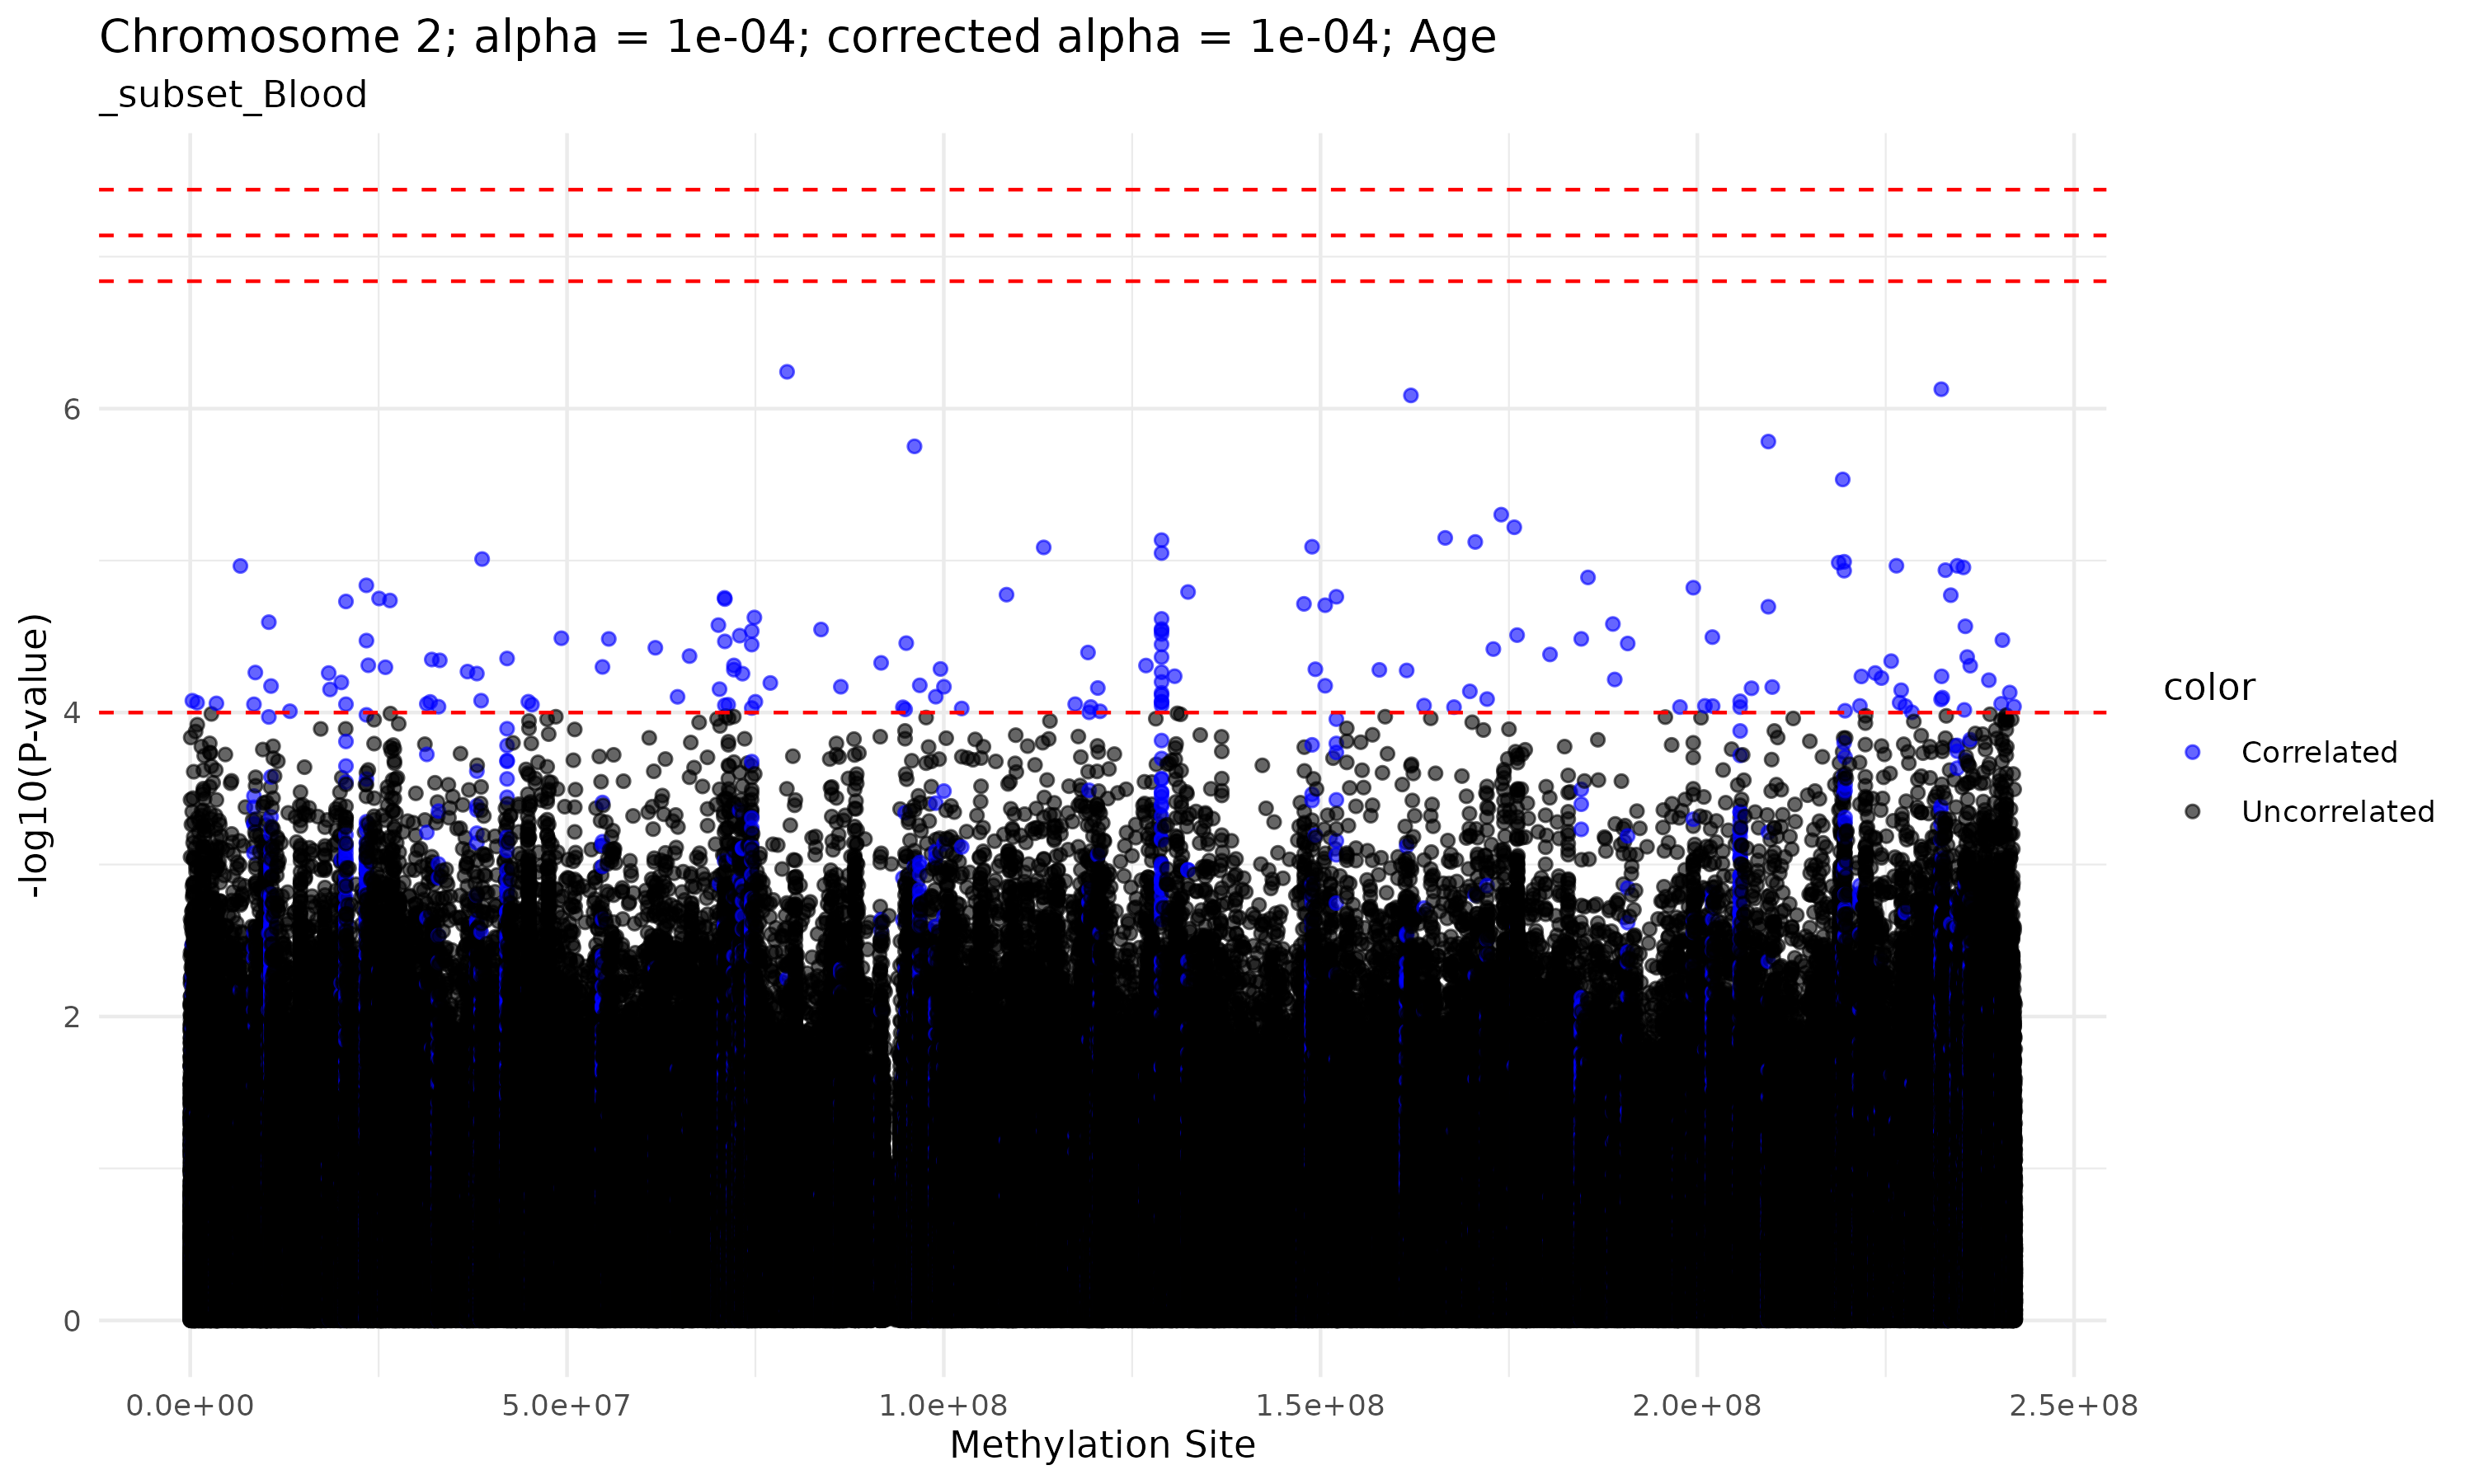 Chromosome 2; alpha = 1e-04; corrected alpha = 1e-04; Age
_subset_Blood
-log10(P-value)
6
4
2
0
0.0e+00 5.0e+07 1.0e+08 1.5e+08 2.0e+08 2.5e+08
Methylation Site
color
Correlated
Uncorrelated